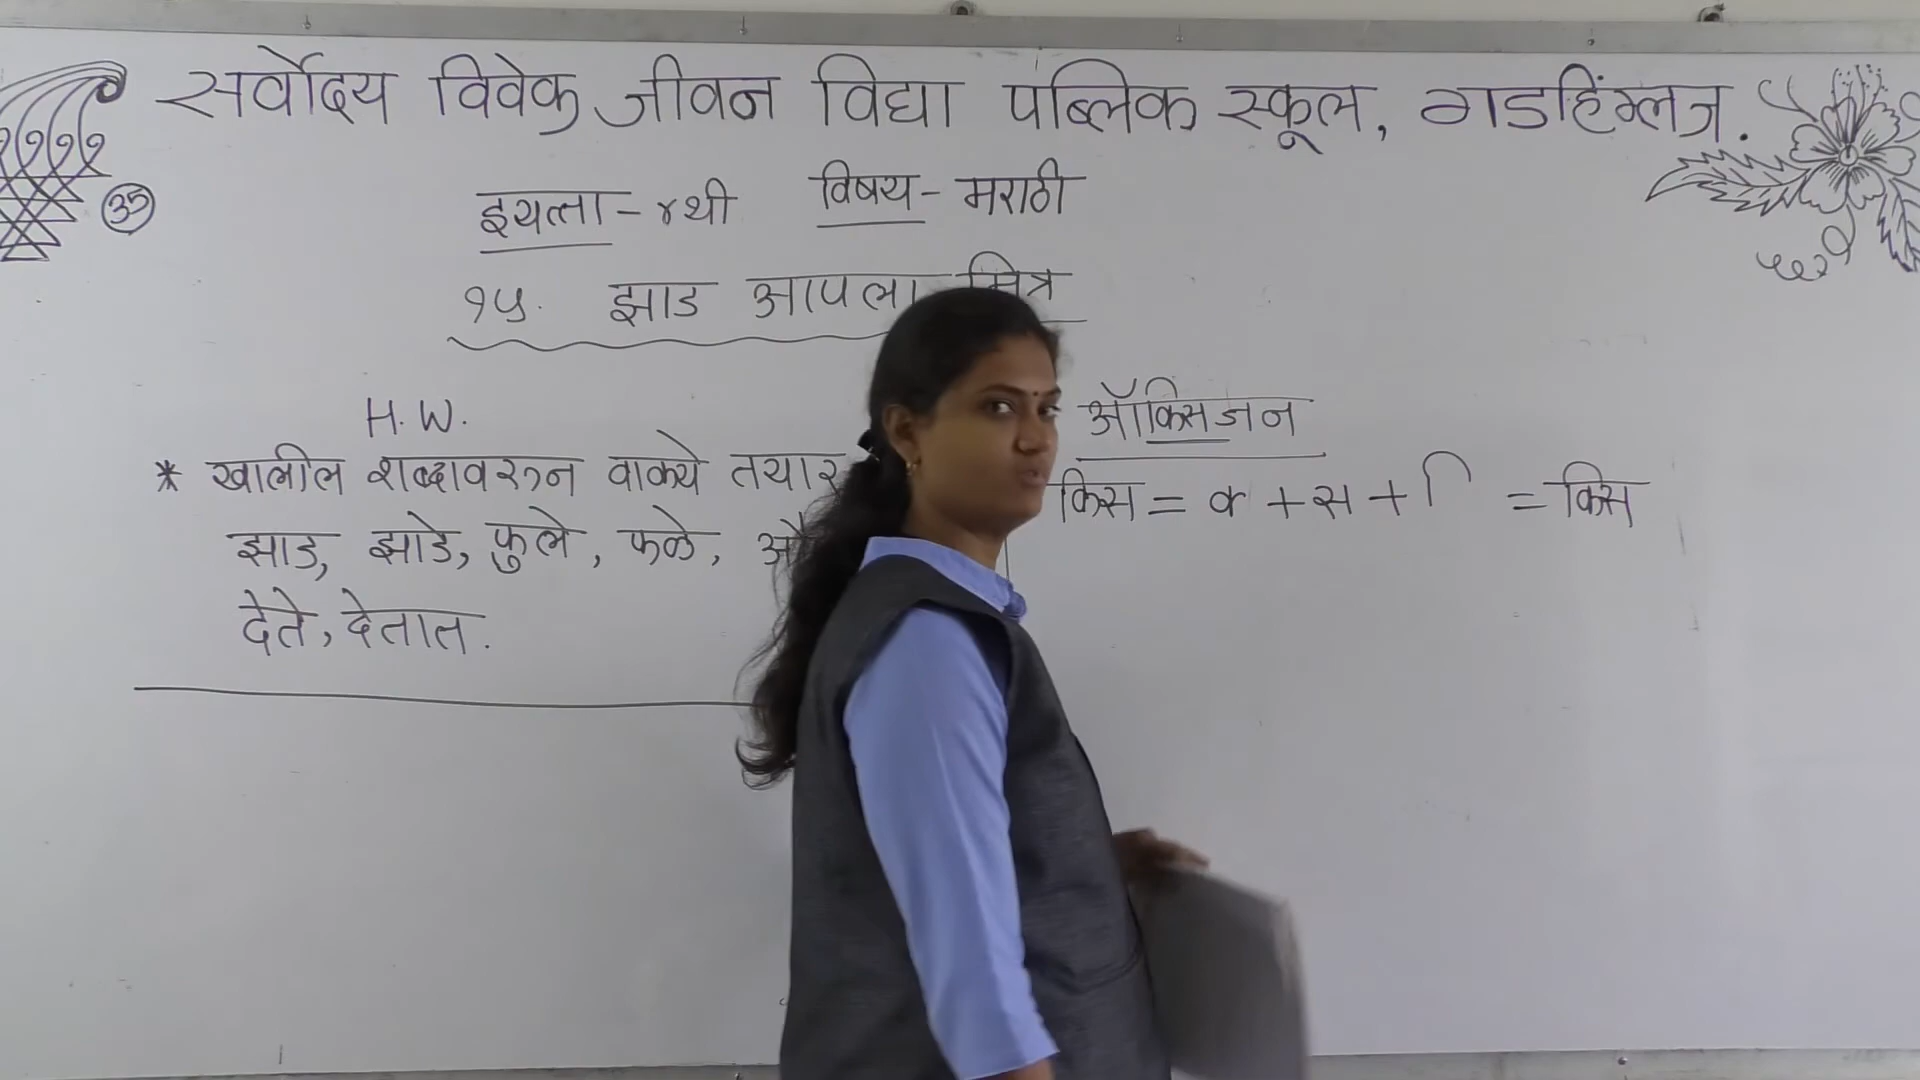 सर्वोदय विवेक जीवन विद्या पब्लिक स्कूल, गडहिंग्लज.
ॐ
इयत्ता - ४थी विषय - मराठी
१५. झाड आपला मित्र
H. W.
* खालील शब्दावरून वाक्ये तयार
झाड, झाडे, फुले, फळे,
देते, देतात.
ऑक्सिजन
क्सि = क + स + ि = क्सि